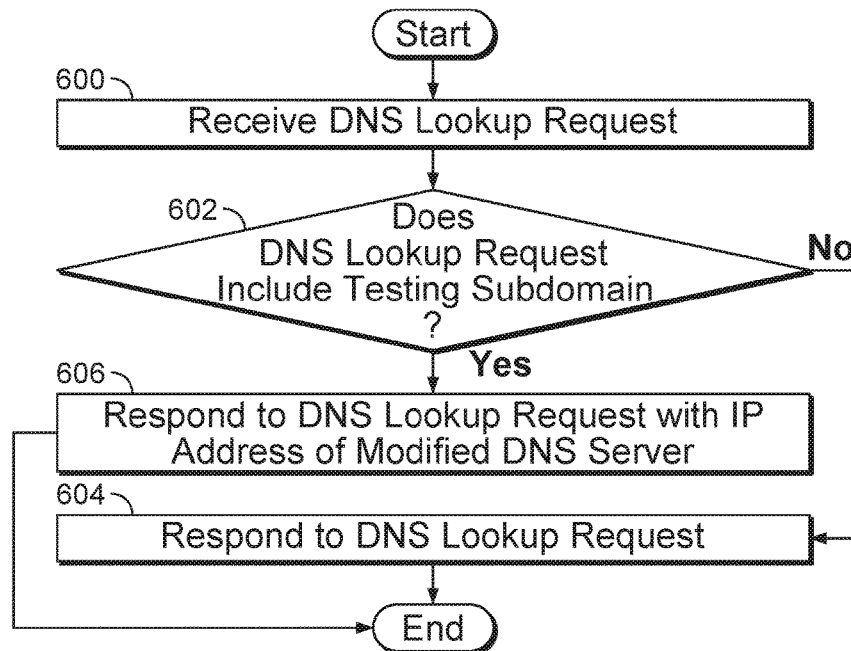 Start
600
Receive DNS Lookup Request
602
Does
DNS Lookup Request
Include Testing Subdomain
?
No
Yes
606
Respond to DNS Lookup Request with IP
Address of Modified DNS Server
604
Respond to DNS Lookup Request
End